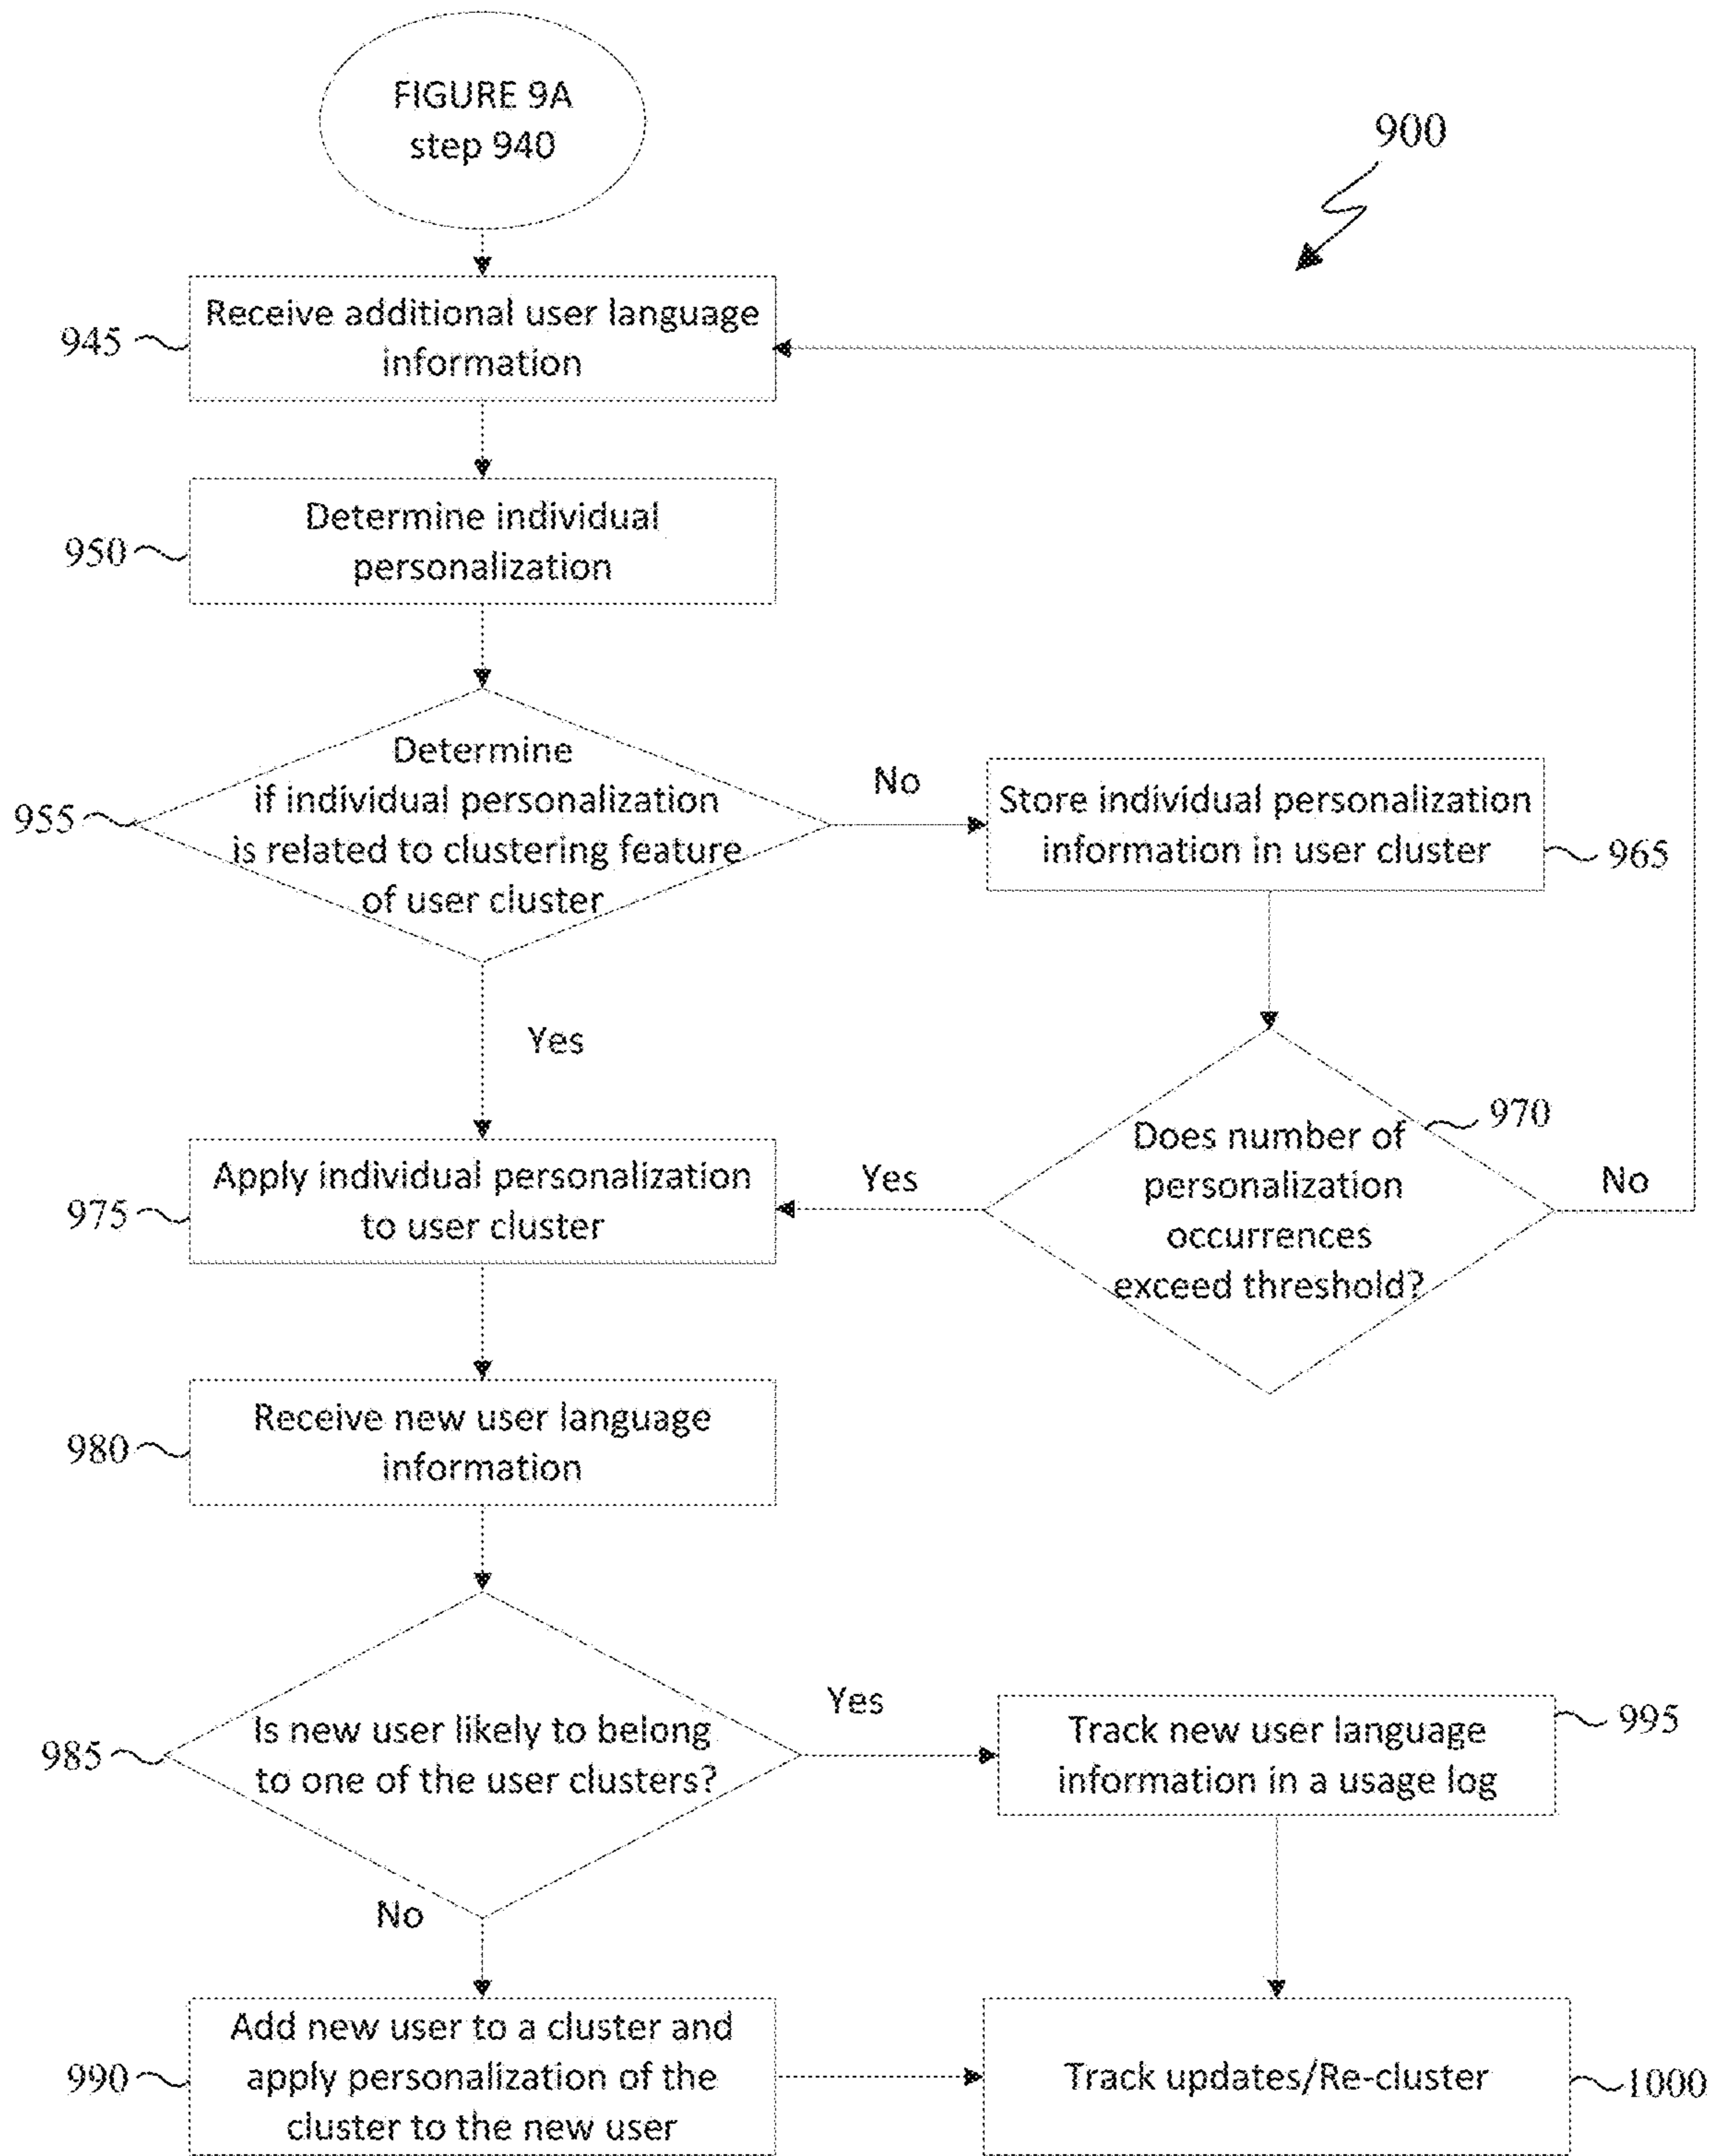 FIGURE 9A
step 940
900
945
Receive additional user language
information
950
Determine individual
personalization
955
Determine
if individual personalization
is related to clustering feature
of user cluster
No
Store individual personalization
information in user cluster
965
Yes
970
Does number of
personalization
occurrences
exceed threshold?
Yes
No
975
Apply individual personalization
to user cluster
980
Receive new user language
information
985
Is new user likely to belong
to one of the user clusters?
Yes
Track new user language
information in a usage log
995
No
990
Add new user to a cluster and
apply personalization of the
cluster to the new user
Track updates/Re-cluster
1000